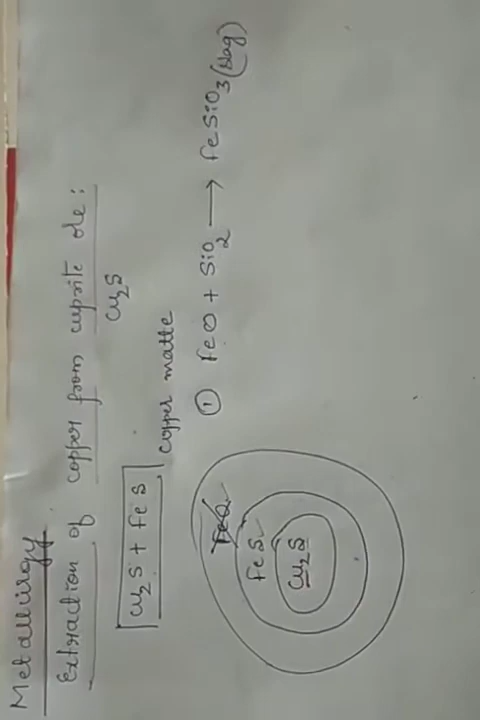 Metallurgy
Extraction of copper from cuprite ore:
Cu₂S
Cu₂S + FeS
copper matte
① FeO + SiO₂ → FeSiO₃ (slag)
FeS
Cu₂S